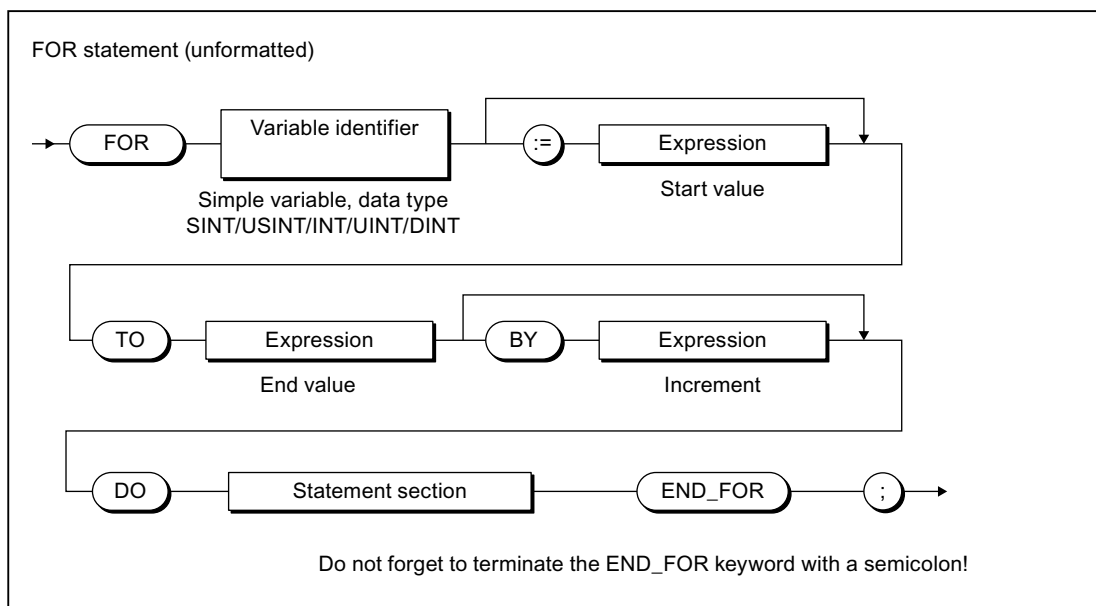 FOR statement (unformatted)
FOR
Variable identifier
:=
Expression
Simple variable, data type
SINT/USINT/INT/UINT/DINT
Start value
TO
Expression
BY
Expression
End value
Increment
DO
Statement section
END_FOR
;
Do not forget to terminate the END_FOR keyword with a semicolon!